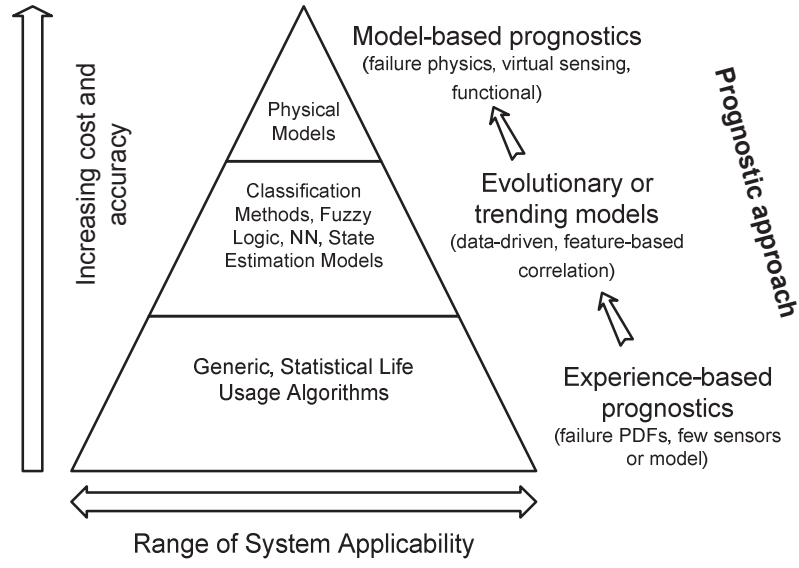 Model-based prognostics
(failure physics, virtual sensing,
functional)
Physical
Models
Increasing cost and
accuracy
Prognostic approach
Classification
Methods, Fuzzy
Logic, NN, State
Estimation Models
Evolutionary or
trending models
(data-driven, feature-based
correlation)
Generic, Statistical Life
Usage Algorithms
Experience-based
prognostics
(failure PDFs, few sensors
or model)
Range of System Applicability